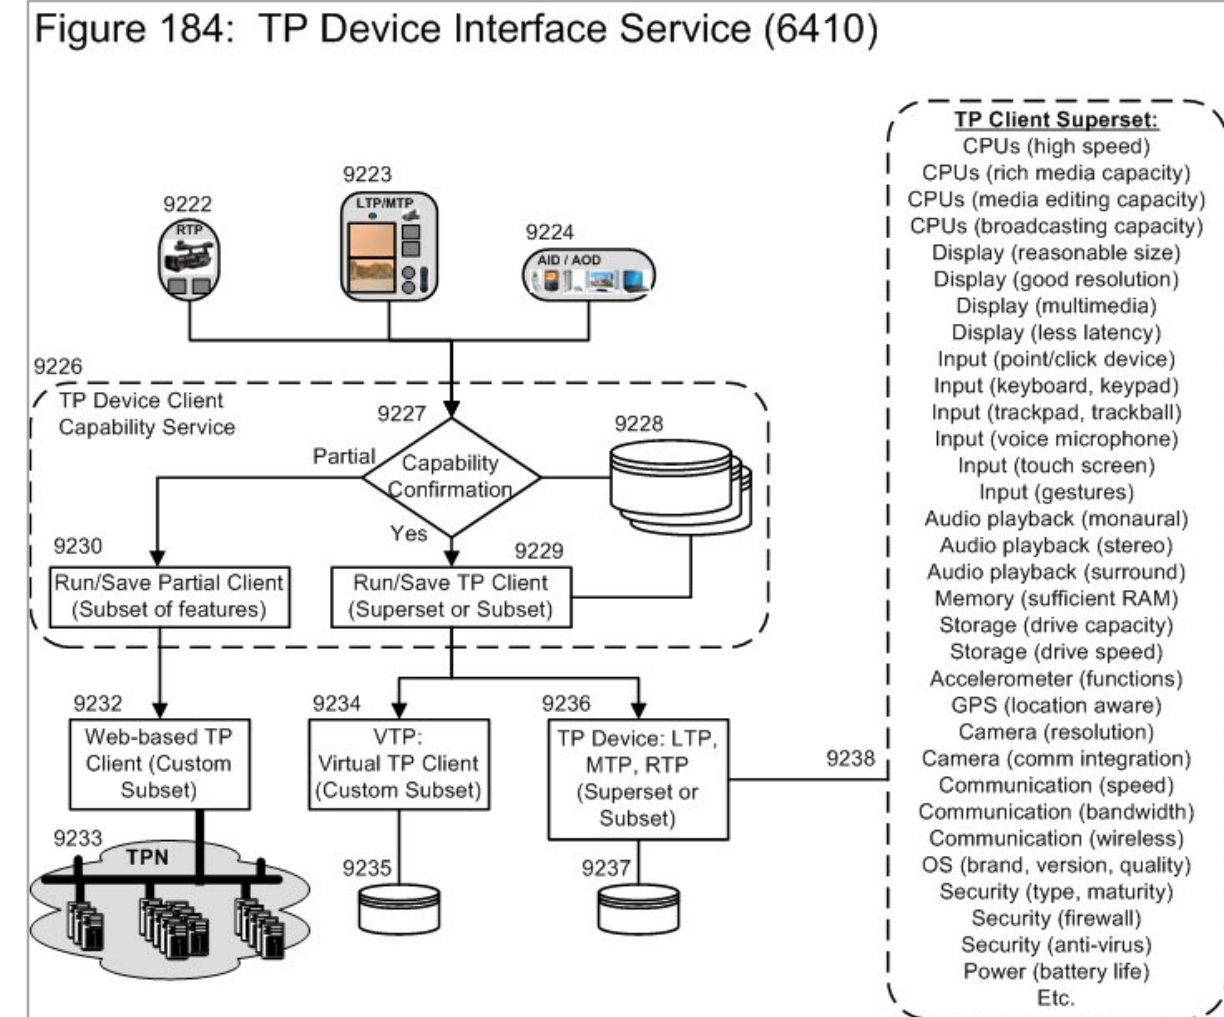 Figure 184: TP Device Interface Service (6410)
9222
RTP
9223
LTP/MTP
9224
AID / AOD
9226
TP Device Client
Capability Service
9227
Capability
Confirmation
Partial
Yes
9228
9230
Run/Save Partial Client
(Subset of features)
9229
Run/Save TP Client
(Superset or Subset)
9232
Web-based TP
Client (Custom
Subset)
9233
TPN
9234
VTP:
Virtual TP Client
(Custom Subset)
9235
9236
TP Device: LTP,
MTP, RTP
(Superset or
Subset)
9237
9238
TP Client Superset:
CPUs (high speed)
CPUs (rich media capacity)
CPUs (media editing capacity)
CPUs (broadcasting capacity)
Display (reasonable size)
Display (good resolution)
Display (multimedia)
Display (less latency)
Input (point/click device)
Input (keyboard, keypad)
Input (trackpad, trackball)
Input (voice microphone)
Input (touch screen)
Input (gestures)
Audio playback (monaural)
Audio playback (stereo)
Audio playback (surround)
Memory (sufficient RAM)
Storage (drive capacity)
Storage (drive speed)
Accelerometer (functions)
GPS (location aware)
Camera (resolution)
Camera (comm integration)
Communication (speed)
Communication (bandwidth)
Communication (wireless)
OS (brand, version, quality)
Security (type, maturity)
Security (firewall)
Security (anti-virus)
Power (battery life)
Etc.